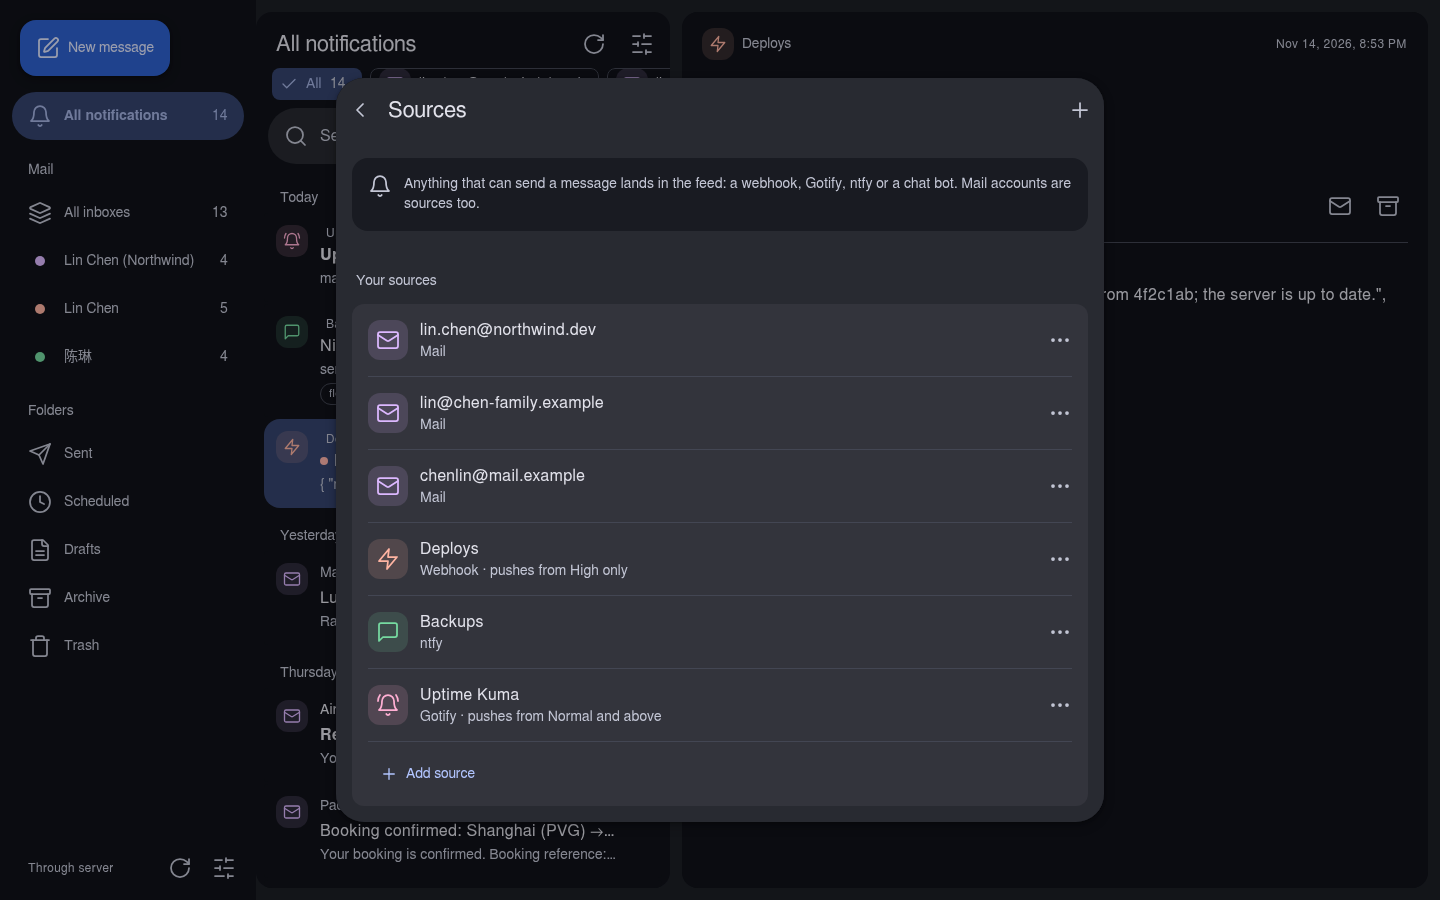 New message
All notifications
14
Mail
All inboxes
13
Lin Chen (Northwind)
4
Lin Chen
5
陈琳
4
Folders
Sent
Scheduled
Drafts
Archive
Trash
Through server
All notifications
All 14
Today
Yesterday
Thursday
Booking confirmed: Shanghai (PVG) →…
Your booking is confirmed. Booking reference:…
Deploys
Nov 14, 2026, 8:53 PM
from 4f2c1ab; the server is up to date.",
Sources
Anything that can send a message lands in the feed: a webhook, Gotify, ntfy or a chat bot. Mail accounts are
sources too.
Your sources
lin.chen@northwind.dev
Mail
lin@chen-family.example
Mail
chenlin@mail.example
Mail
Deploys
Webhook · pushes from High only
Backups
ntfy
Uptime Kuma
Gotify · pushes from Normal and above
Add source